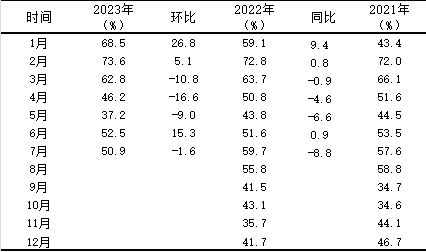 时间 2023年(%) 环比 2022年(%) 同比 2021年(%)
1月 68.5 26.8 59.1 9.4 43.4
2月 73.6 5.1 72.8 0.8 72.0
3月 62.8 -10.8 63.7 -0.9 66.1
4月 46.2 -16.6 50.8 -4.6 51.6
5月 37.2 -9.0 43.8 -6.6 44.5
6月 52.5 15.3 51.6 0.9 53.5
7月 50.9 -1.6 59.7 -8.8 57.6
8月 55.8 58.8
9月 41.5 34.7
10月 43.1 34.6
11月 35.7 44.1
12月 41.7 46.7